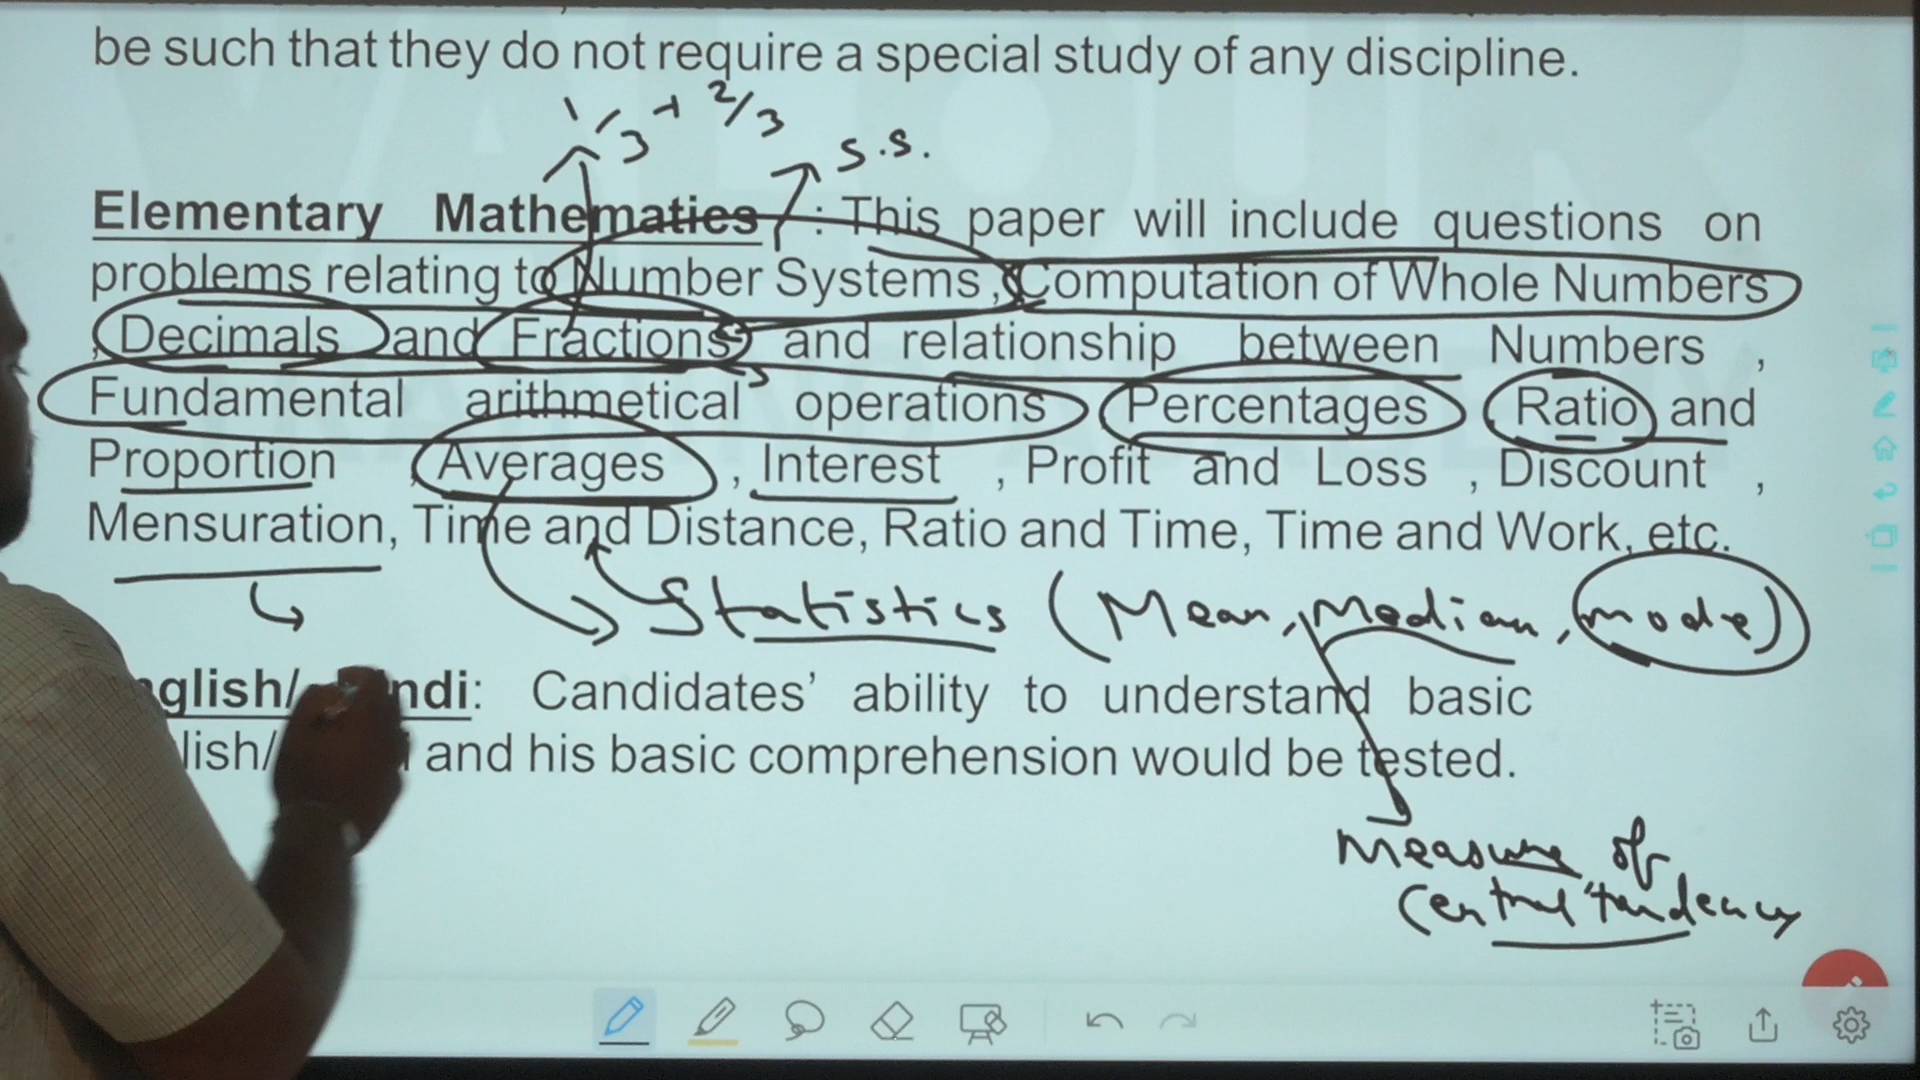 be such that they do not require a special study of any discipline.
1/3 + 2/3
S.S.
Elementary Mathematics : This paper will include questions on
problems relating to Number Systems, Computation of Whole Numbers
, Decimals and Fractions and relationship between Numbers ,
Fundamental arithmetical operations Percentages Ratio and
Proportion , Averages , Interest , Profit and Loss , Discount ,
Mensuration, Time and Distance, Ratio and Time, Time and Work, etc.
Statistics (Mean, Median, mode)
glish/ ndi: Candidates’ ability to understand basic
lish/ and his basic comprehension would be tested.
Measure of
Central tendency